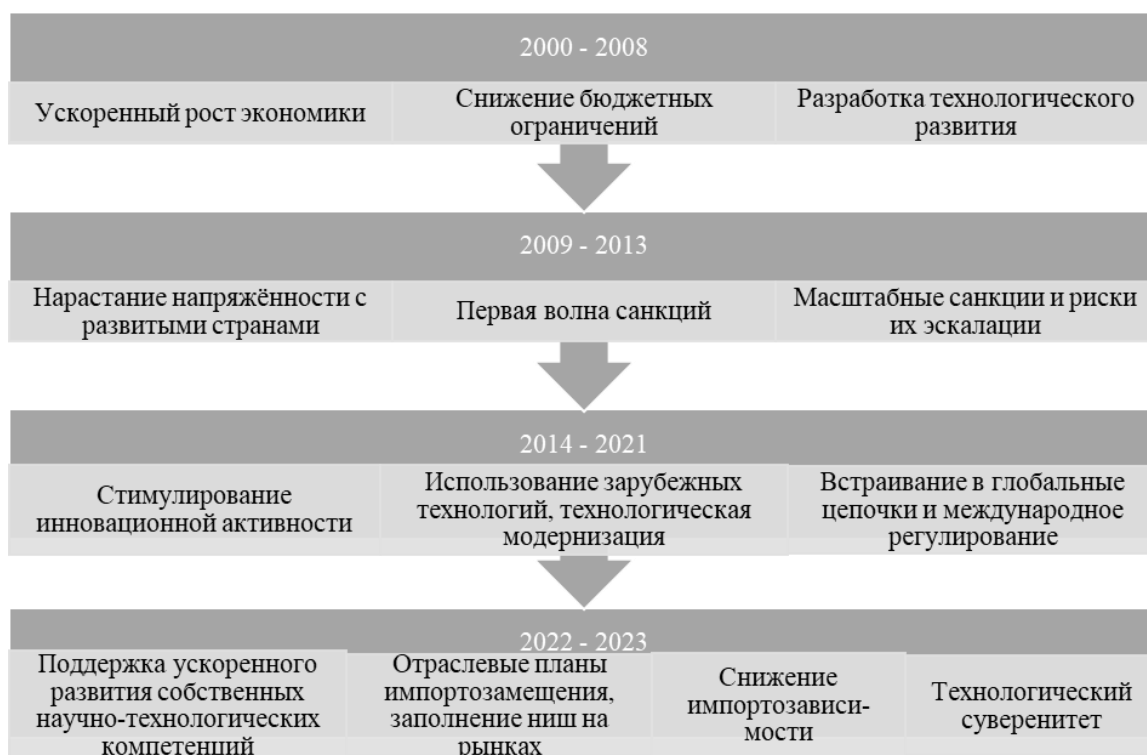 2000 - 2008
Ускоренный рост экономики
Снижение бюджетных
ограничений
Разработка технологического
развития
2009 - 2013
Нарастание напряжённости с
развитыми странами
Первая волна санкций
Масштабные санкции и риски
их эскалации
2014 - 2021
Стимулирование
инновационной активности
Использование зарубежных
технологий, технологическая
модернизация
Встраивание в глобальные
цепочки и международное
регулирование
2022 - 2023
Поддержка ускоренного
развития собственных
научно-технологических
компетенций
Отраслевые планы
импортозамещения,
заполнение ниш на
рынках
Снижение
импортозависи-
мости
Технологический
суверенитет